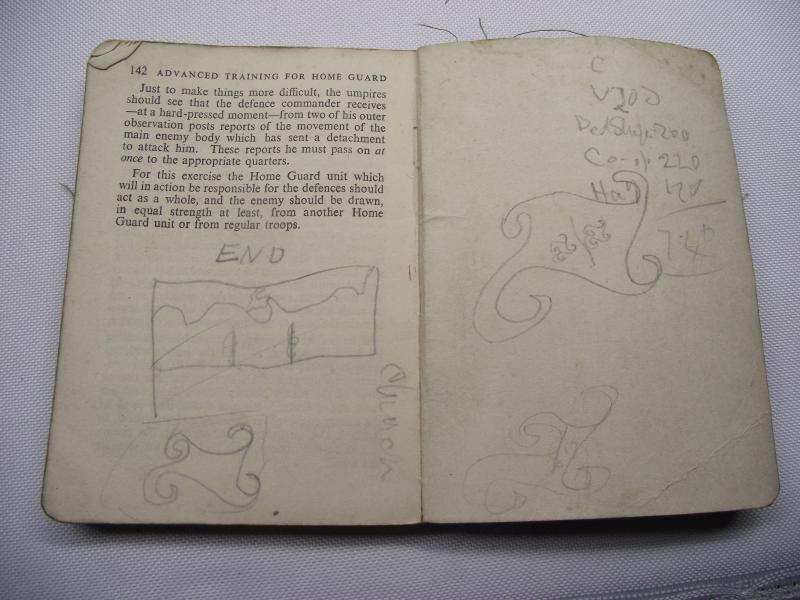 142 ADVANCED TRAINING FOR HOME GUARD
Just to make things more difficult, the umpires
should see that the defence commander receives
—at a hard-pressed moment—from two of his outer
observation posts reports of the movement of the
main enemy body which has sent a detachment
to attack him. These reports he must pass on at
once to the appropriate quarters.
For this exercise the Home Guard unit which
will in action be responsible for the defences should
act as a whole, and the enemy should be drawn,
in equal strength at least, from another Home
Guard unit or from regular troops.
END
C
200
220